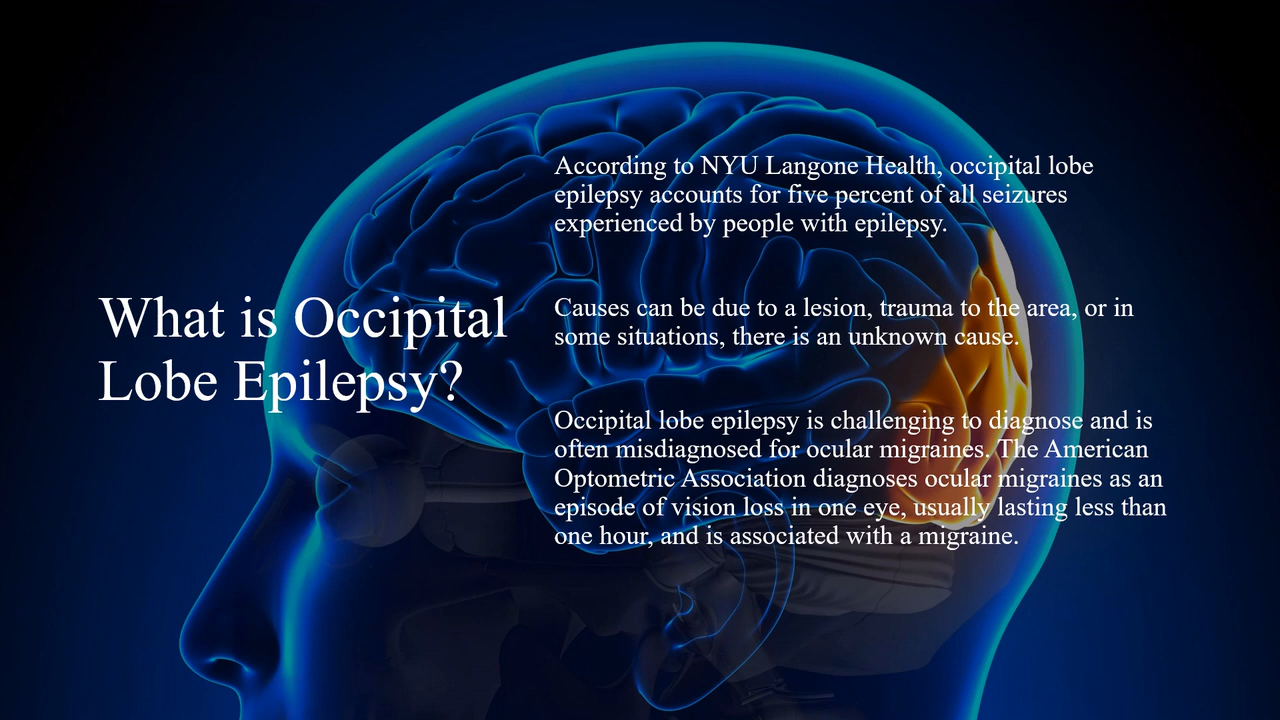 What is Occipital
Lobe Epilepsy?
According to NYU Langone Health, occipital lobe
epilepsy accounts for five percent of all seizures
experienced by people with epilepsy.
Causes can be due to a lesion, trauma to the area, or in
some situations, there is an unknown cause.
Occipital lobe epilepsy is challenging to diagnose and is
often misdiagnosed for ocular migraines. The American
Optometric Association diagnoses ocular migraines as an
episode of vision loss in one eye, usually lasting less than
one hour, and is associated with a migraine.